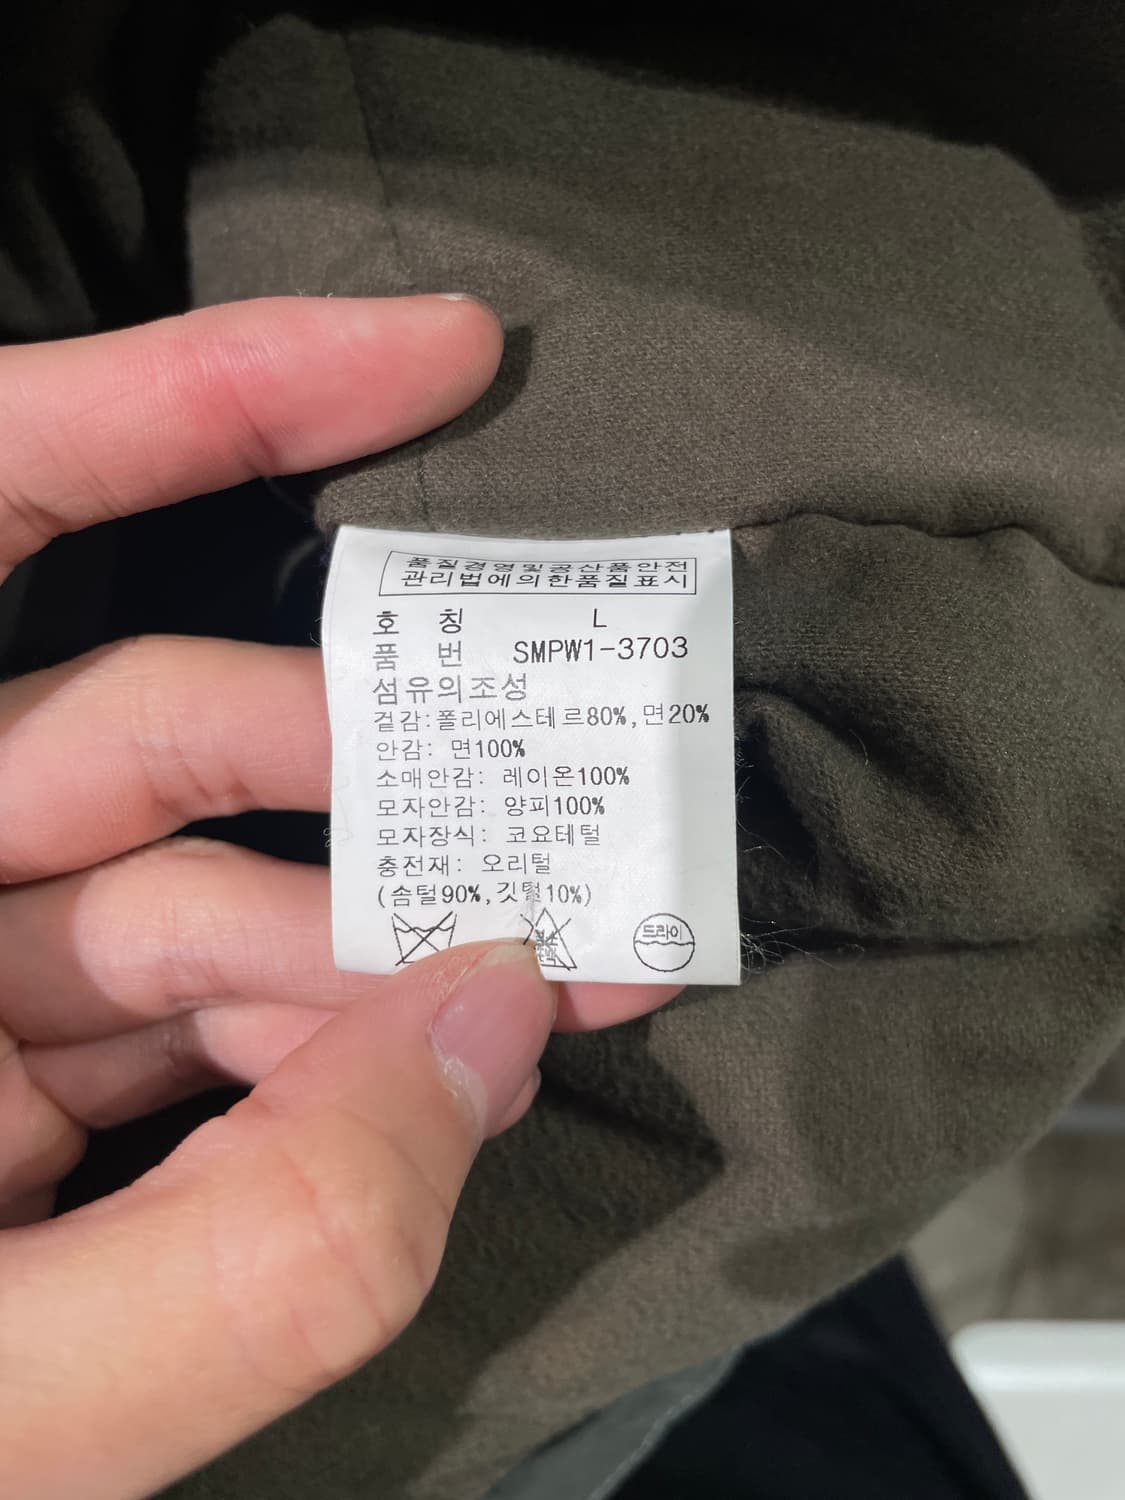 품질경영및공산품안전
관리법에의한품질표시
호 칭 L
품 번 SMPW1-3703
섬유의조성
겉감:폴리에스테르80%,면20%
안감: 면100%
소매안감: 레이온100%
모자안감: 양피100%
모자장식: 코요테털
충전재: 오리털
(솜털90%,깃털10%)
드라이